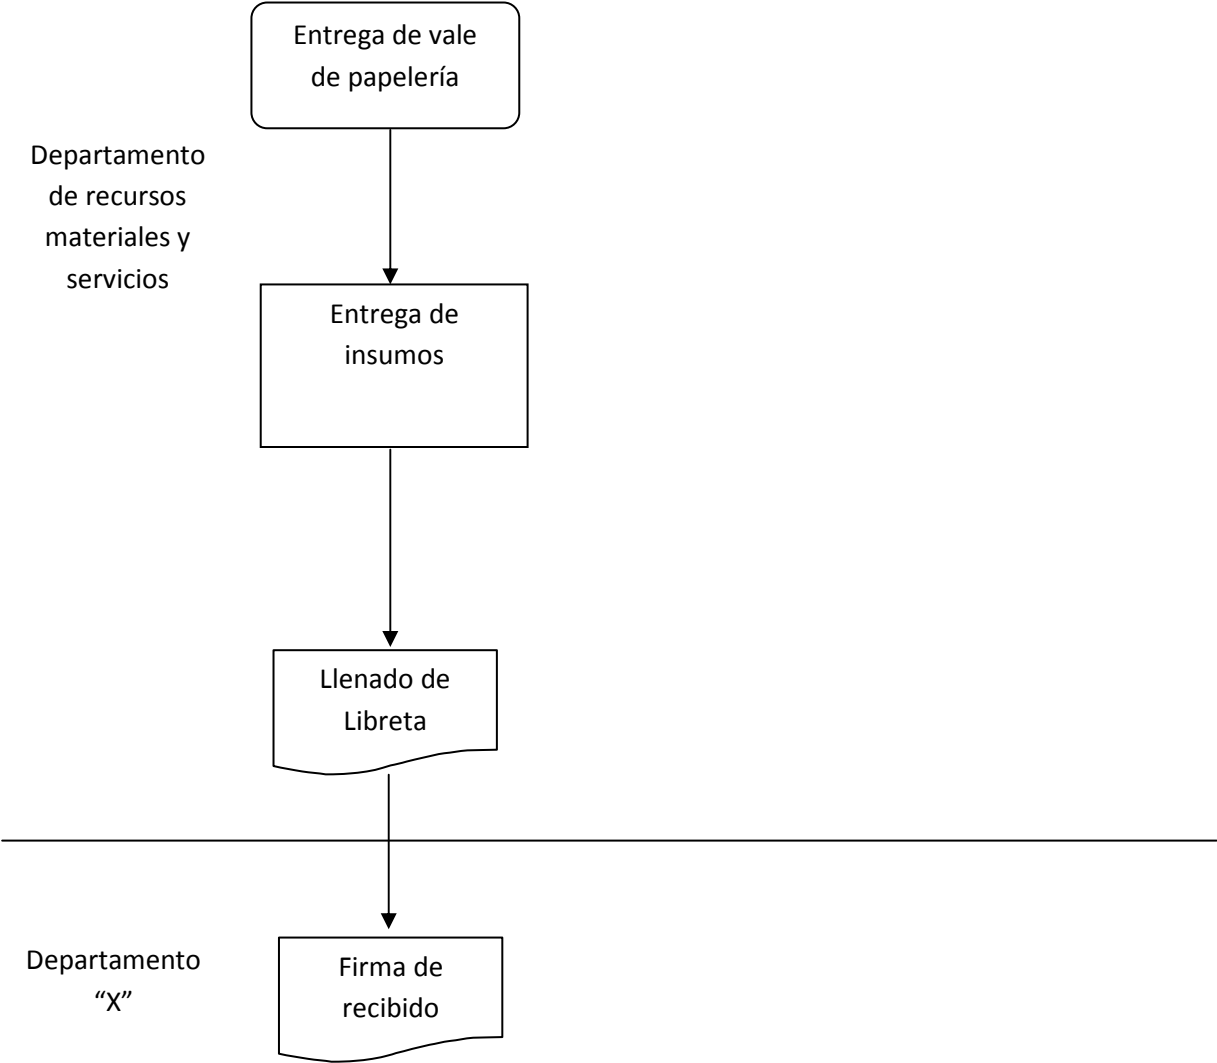 Entrega de vale
de papelería
Departamento
de recursos
materiales y
servicios
Entrega de
insumos
Llenado de
Libreta
Departamento
“X”
Firma de
recibido